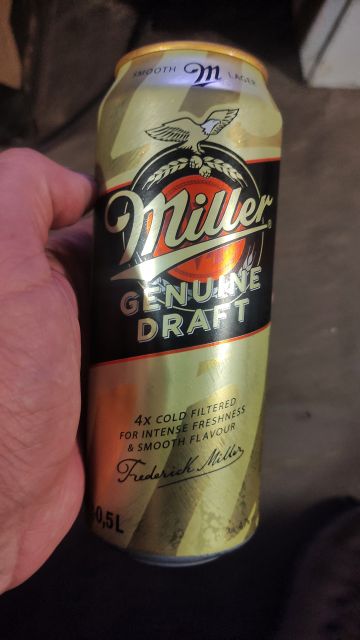 SMOOTH M LAGER
Miller
GENUINE
DRAFT
4X COLD FILTERED
FOR INTENSE FRESHNESS
& SMOOTH FLAVOUR
Frederick Miller
0,5L